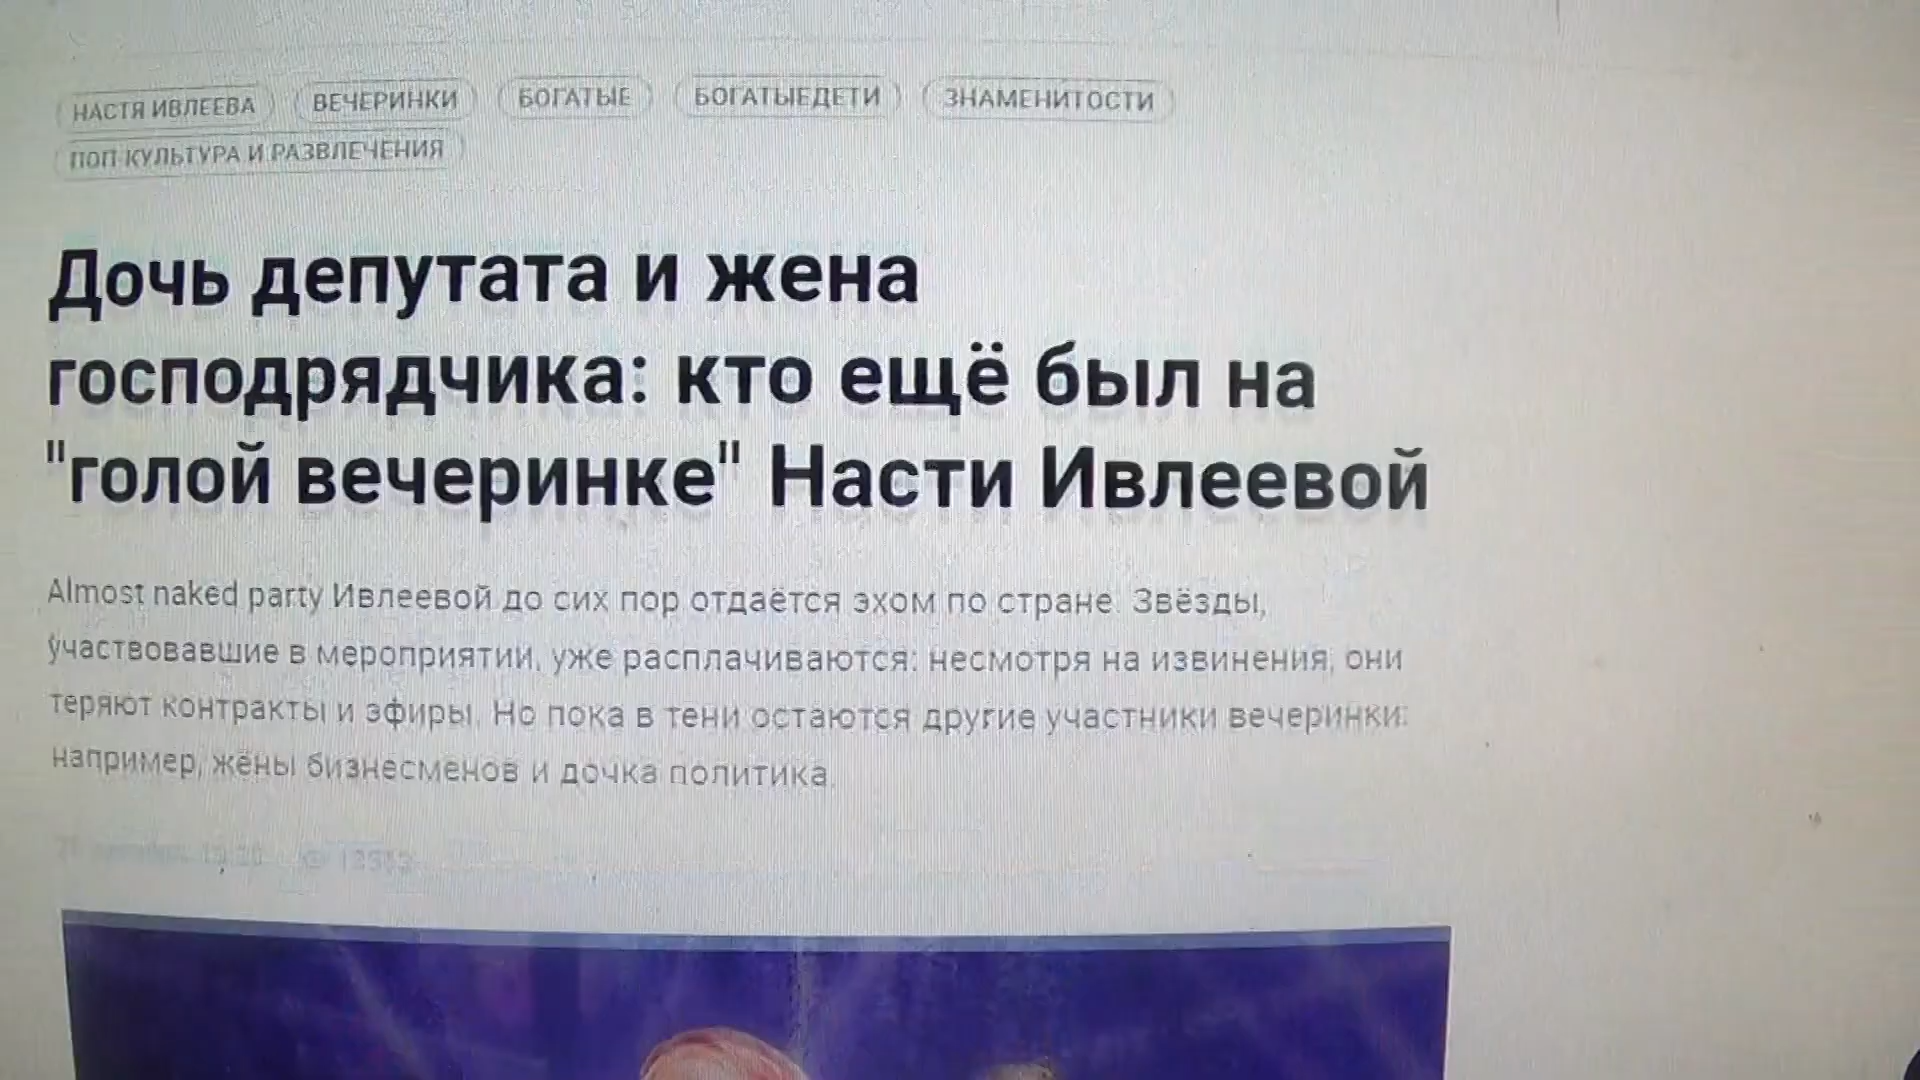 НАСТЯ ИВЛЕЕВА ВЕЧЕРИНКИ БОГАТЫЕ БОГАТЫЕДЕТИ ЗНАМЕНИТОСТИ
ПОП-КУЛЬТУРА И РАЗВЛЕЧЕНИЯ
Дочь депутата и жена
господрядчика: кто ещё был на
"голой вечеринке" Насти Ивлеевой
Almost naked party Ивлеевой до сих пор отдаётся эхом по стране. Звёзды,
участвовавшие в мероприятии, уже расплачиваются: несмотря на извинения, они
теряют контракты и эфиры. Но пока в тени остаются другие участники вечеринки:
например, жёны бизнесменов и дочка политика.